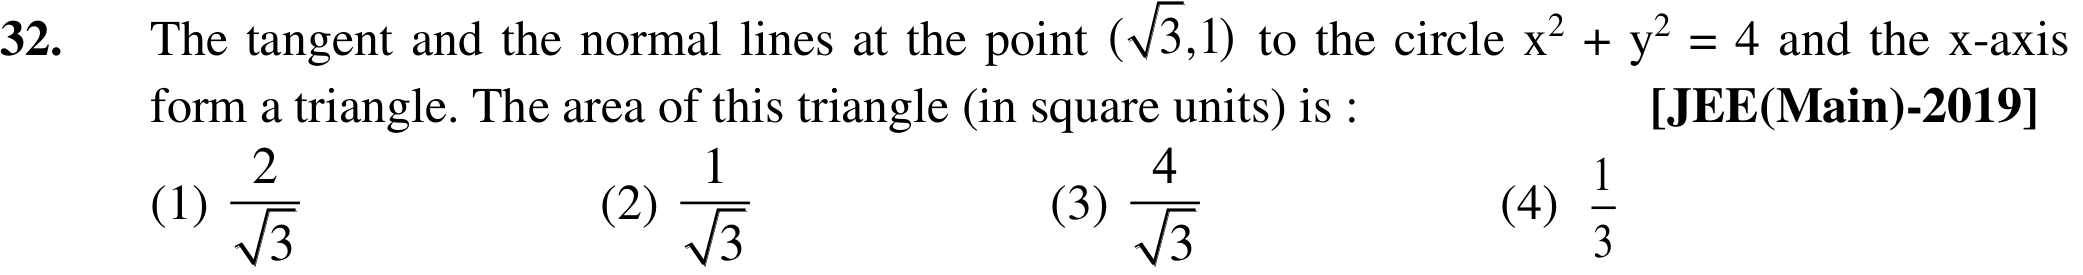 32. The tangent and the normal lines at the point (√3,1) to the circle x² + y² = 4 and the x-axis
form a triangle. The area of this triangle (in square units) is : [JEE(Main)-2019]
(1) 2/√3 (2) 1/√3 (3) 4/√3 (4) 1/3